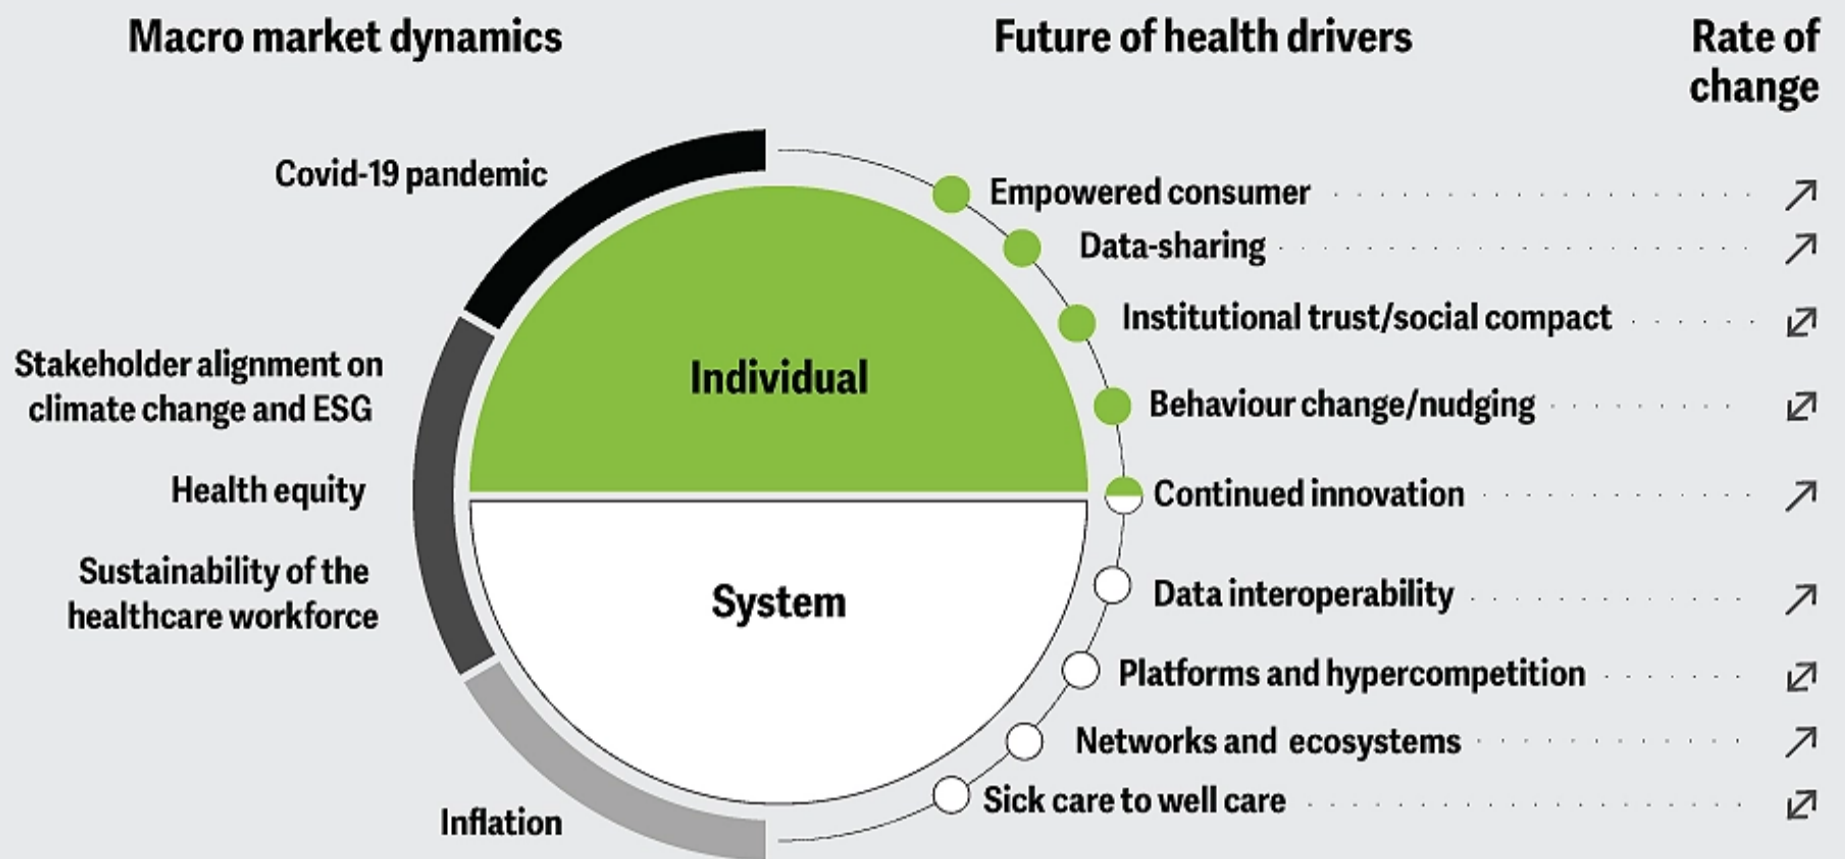 Macro market dynamics
Future of health drivers
Rate of
change
Covid-19 pandemic
Stakeholder alignment on
climate change and ESG
Health equity
Sustainability of the
healthcare workforce
Inflation
Individual
System
Empowered consumer
Data-sharing
Institutional trust/social compact
Behaviour change/nudging
Continued innovation
Data interoperability
Platforms and hypercompetition
Networks and ecosystems
Sick care to well care